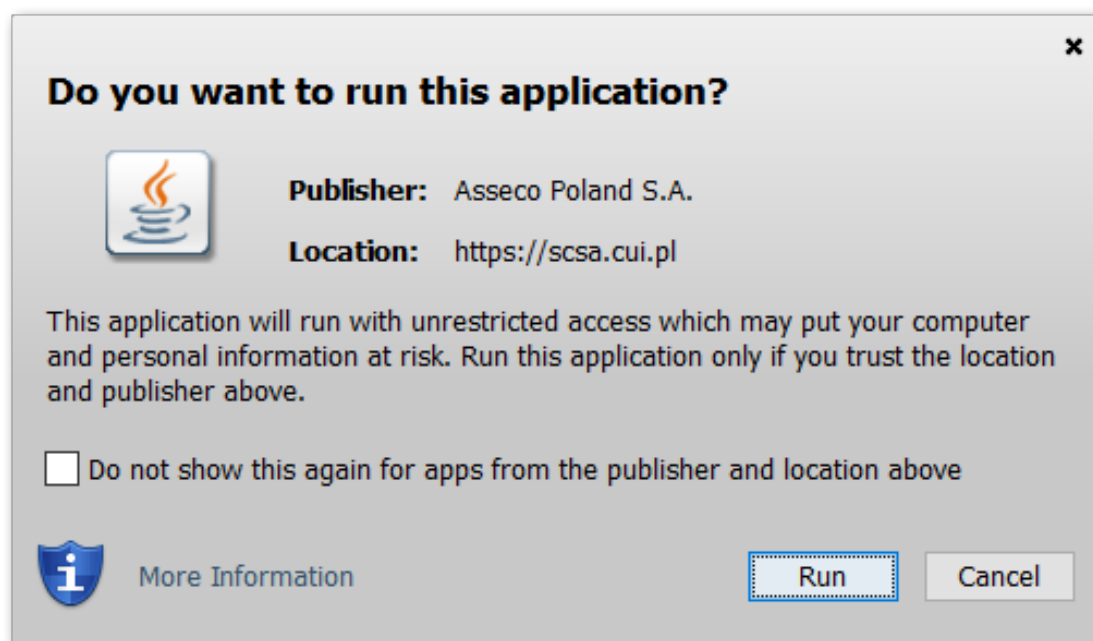 Do you want to run this application?
Publisher: Asseco Poland S.A.
Location: https://scsa.cui.pl
This application will run with unrestricted access which may put your computer
and personal information at risk. Run this application only if you trust the location
and publisher above.
Do not show this again for apps from the publisher and location above
More Information
Run
Cancel